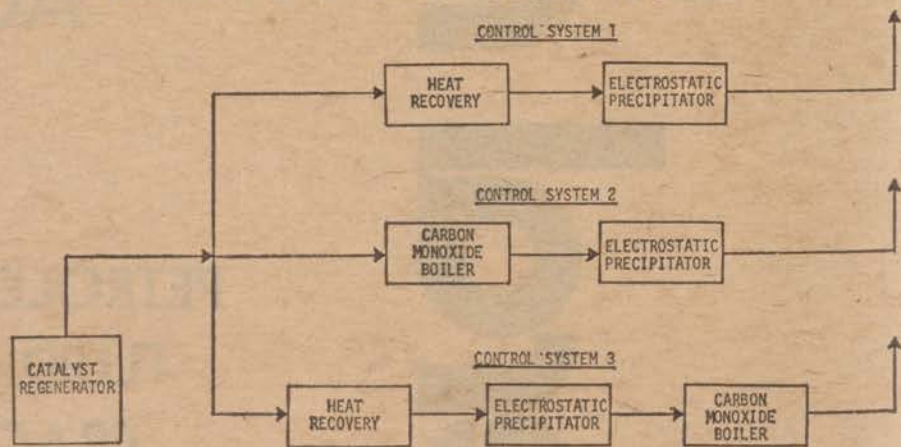 CONTROL SYSTEM 1
HEAT
RECOVERY
ELECTROSTATIC
PRECIPITATOR
CONTROL SYSTEM 2
CARBON
MONOXIDE
BOILER
ELECTROSTATIC
PRECIPITATOR
CATALYST
REGENERATOR
CONTROL SYSTEM 3
HEAT
RECOVERY
ELECTROSTATIC
PRECIPITATOR
CARBON
MONOXIDE
BOILER